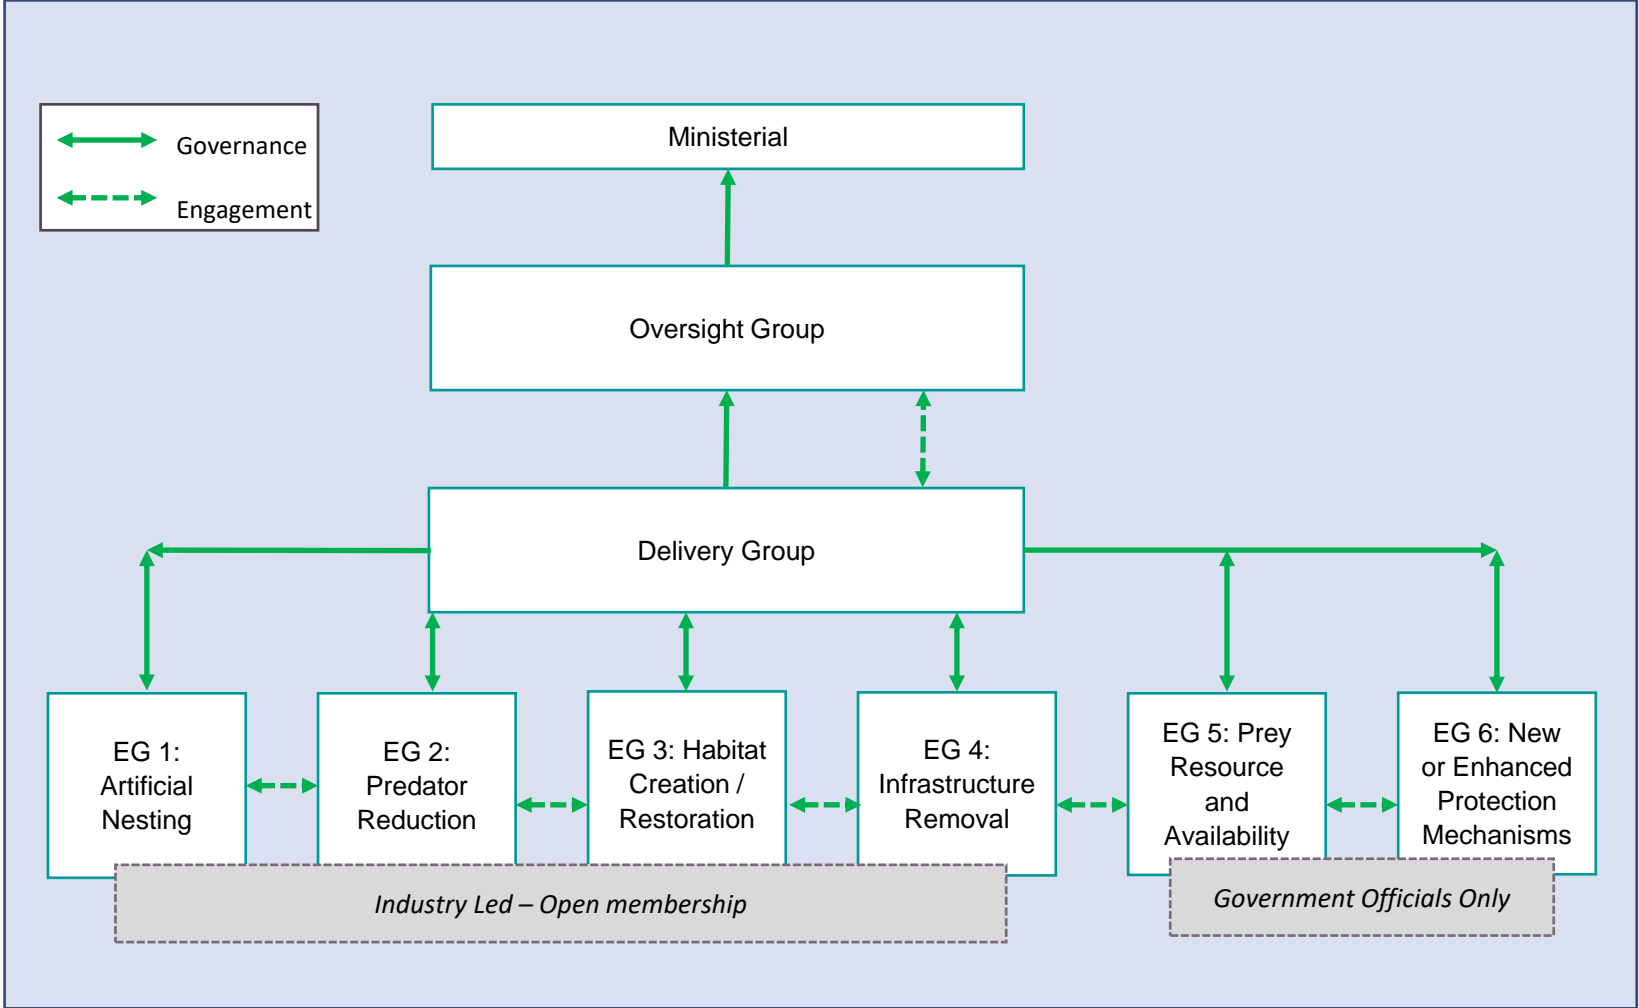 Governance
Engagement
Ministerial
Oversight Group
Delivery Group
EG 1:
Artificial
Nesting
EG 2:
Predator
Reduction
EG 3: Habitat
Creation /
Restoration
EG 4:
Infrastructure
Removal
EG 5: Prey
Resource
and
Availability
EG 6: New
or Enhanced
Protection
Mechanisms
Industry Led – Open membership
Government Officials Only